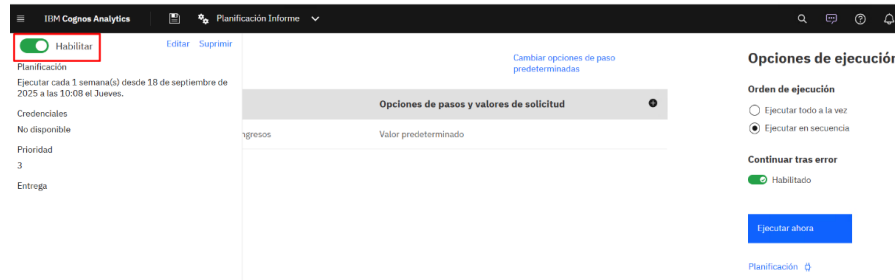 IBM Cognos Analytics
Planificación Informe
Habilitar
Editar Suprimir
Planificación
Ejecutar cada 1 semana(s) desde 18 de septiembre de
2025 a las 10:08 el Jueves.
Credenciales
No disponible
Prioridad
3
Entrega
Cambiar opciones de paso
predeterminadas
Opciones de pasos y valores de solicitud
ngresos
Valor predeterminado
Opciones de ejecución
Orden de ejecución
Ejecutar todo a la vez
Ejecutar en secuencia
Continuar tras error
Habilitado
Ejecutar ahora
Planificación